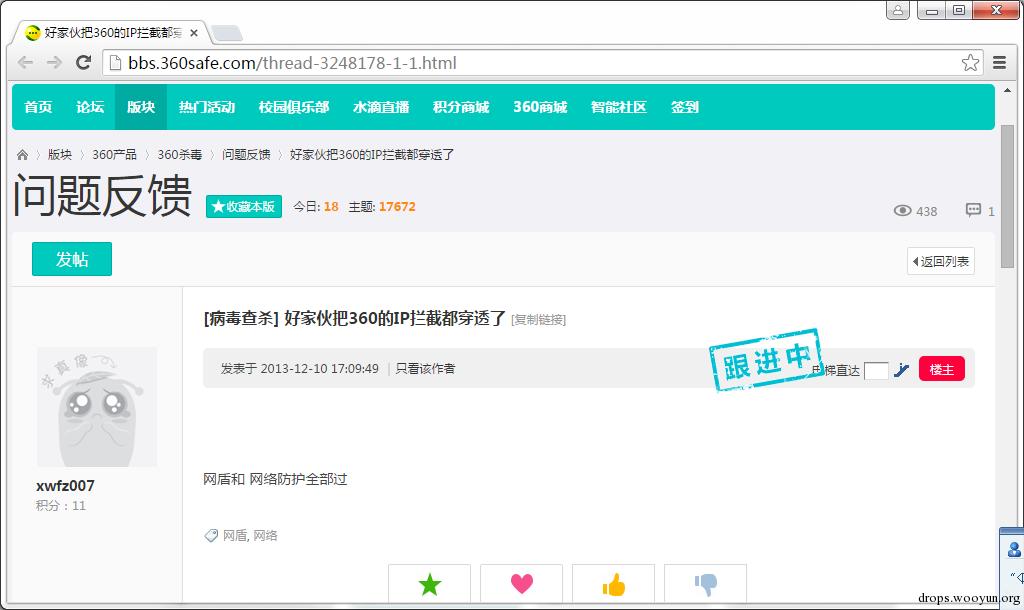 好家伙把360的IP拦截都穿
bbs.360safe.com/thread-3248178-1-1.html
首页 论坛 版块 热门活动 校园俱乐部 水滴直播 积分商城 360商城 智能社区 签到
版块 360产品 360杀毒 问题反馈 好家伙把360的IP拦截都穿透了
问题反馈 ★收藏本版 今日: 18 主题: 17672 438 1
发帖 返回列表
[病毒查杀] 好家伙把360的IP拦截都穿透了 [复制链接]
跟进中
发表于 2013-12-10 17:09:49 只看该作者 电梯直达 楼主
求真像
网盾和 网络防护全部过
xwfz007
积分：11
网盾, 网络
drops.wooyun.org